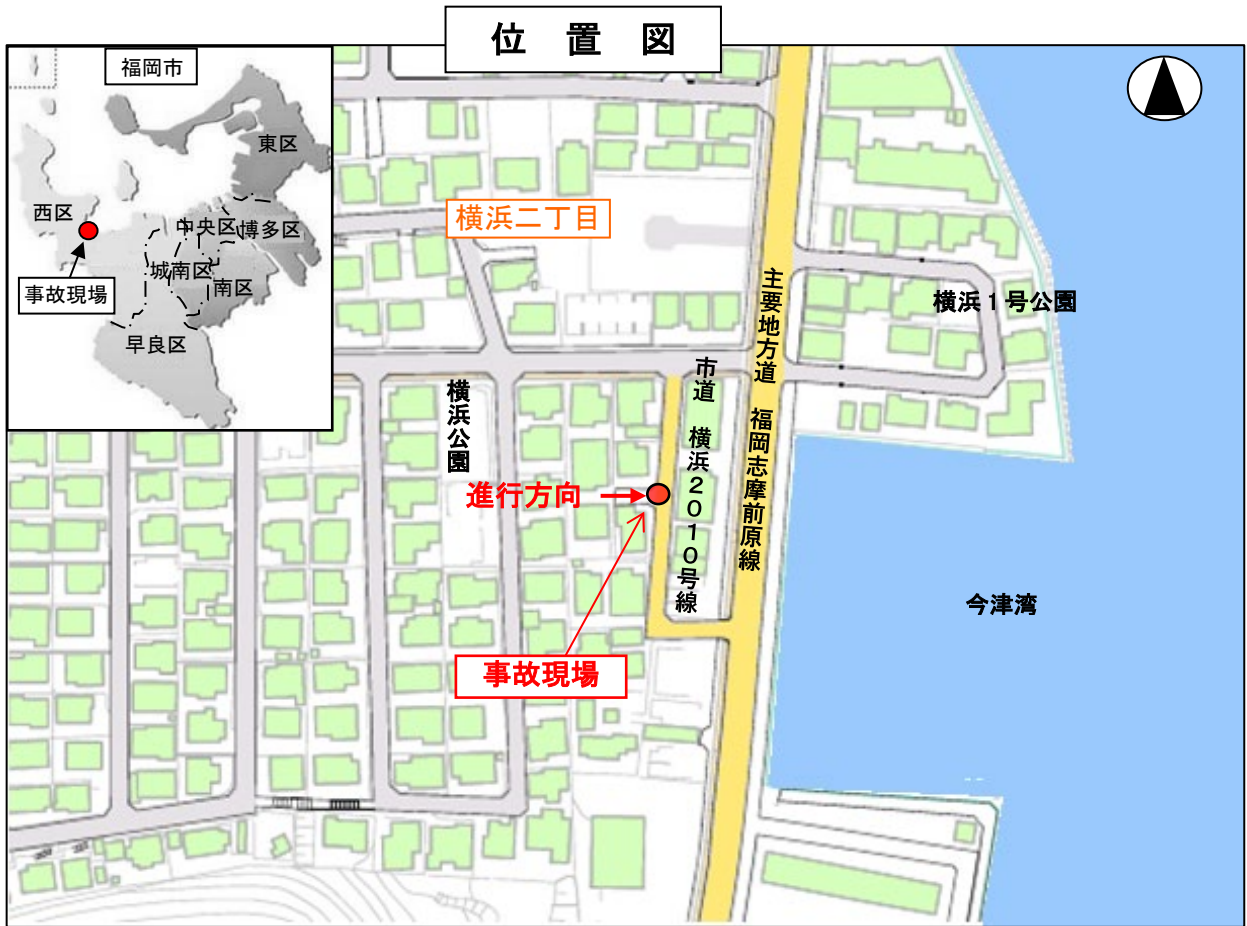 位 置 図
福岡市
東区
西区
中央区
博多区
城南区
南区
事故現場
早良区
横浜二丁目
主要地方道 福岡志摩前原線
横浜1号公園
市道 横浜2010号線
横浜公園
進行方向
今津湾
事故現場